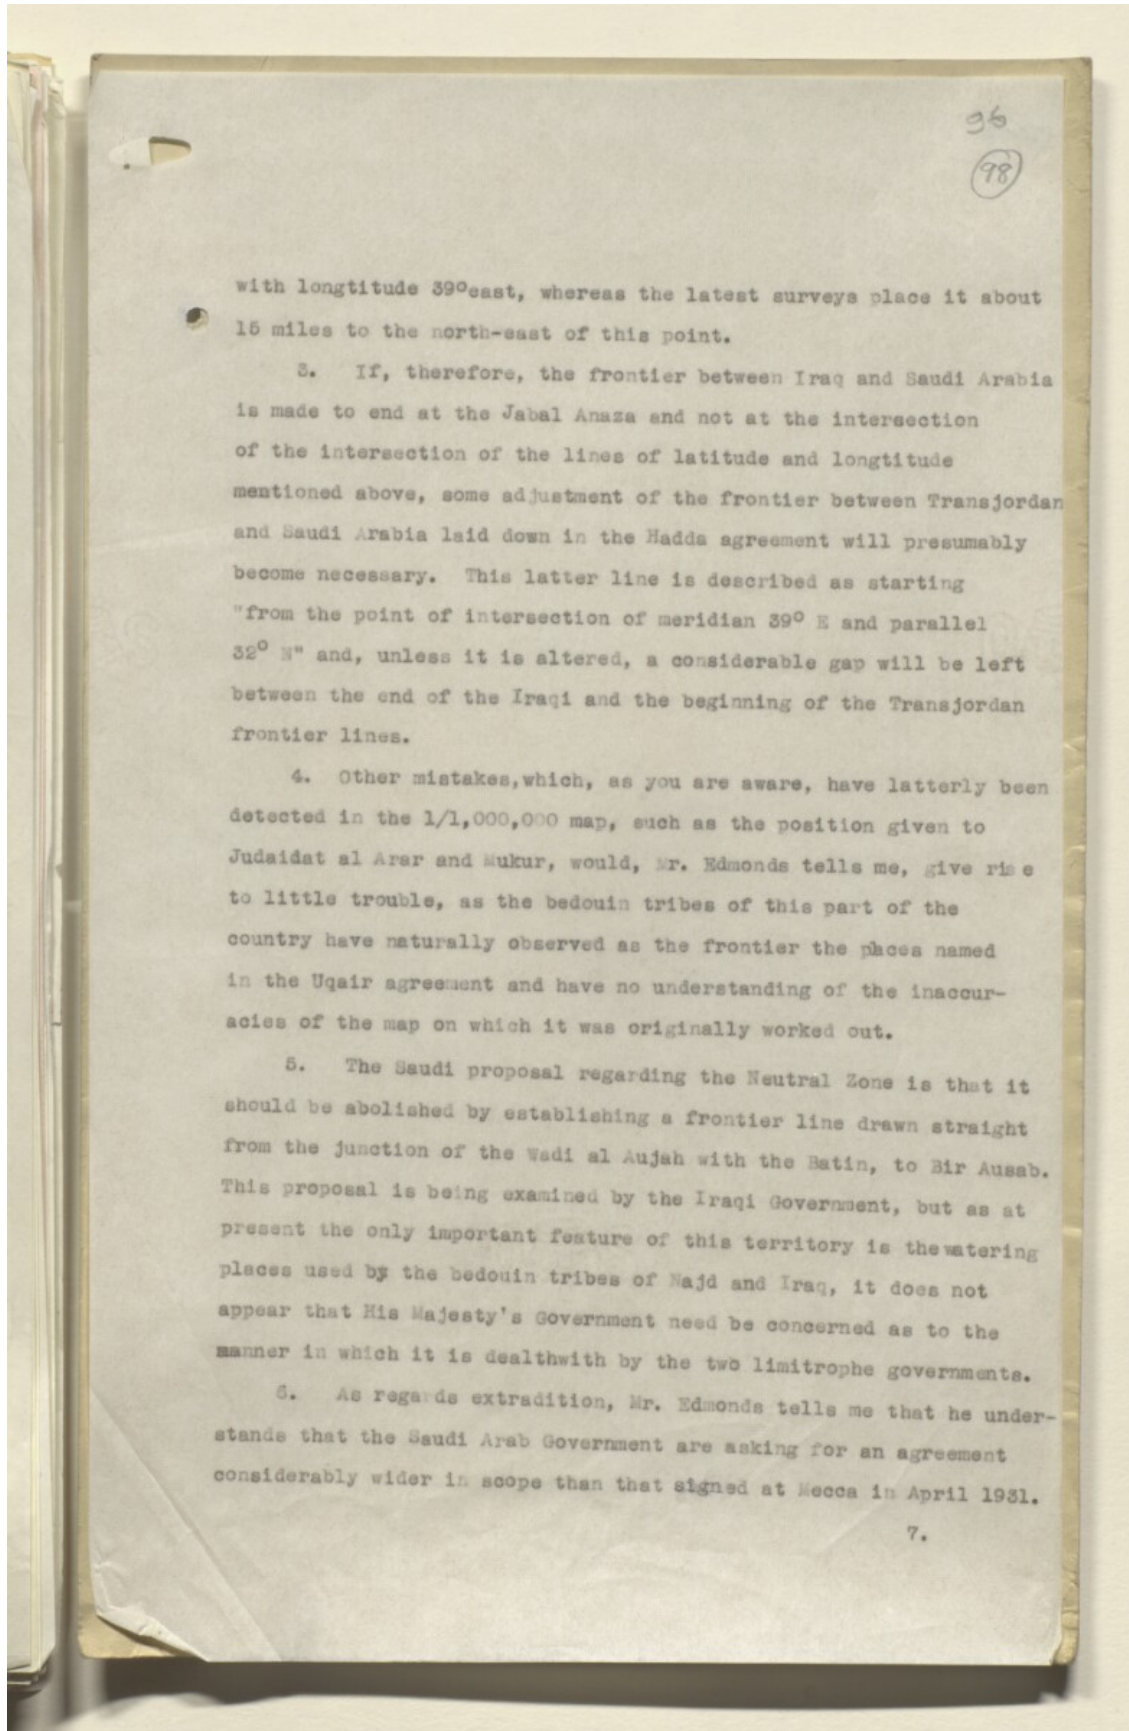 96
98
with longtitude 39ºeast, whereas the latest surveys place it about
15 miles to the north-east of this point.
3. If, therefore, the frontier between Iraq and Saudi Arabia
is made to end at the Jabal Anaza and not at the intersection
of the intersection of the lines of latitude and longtitude
mentioned above, some adjustment of the frontier between Transjordan
and Saudi Arabia laid down in the Hadda agreement will presumably
become necessary. This latter line is described as starting
"from the point of intersection of meridian 39º E and parallel
32º N" and, unless it is altered, a considerable gap will be left
between the end of the Iraqi and the beginning of the Transjordan
frontier lines.
4. Other mistakes,which, as you are aware, have latterly been
detected in the 1/1,000,000 map, such as the position given to
Judaidat al Arar and Mukur, would, Mr. Edmonds tells me, give rise
to little trouble, as the bedouin tribes of this part of the
country have naturally observed as the frontier the places named
in the Uqair agreement and have no understanding of the inaccur-
acies of the map on which it was originally worked out.
5. The Saudi proposal regarding the Neutral Zone is that it
should be abolished by establishing a frontier line drawn straight
from the junction of the Wadi al Aujah with the Batin, to Bir Ausab.
This proposal is being examined by the Iraqi Government, but as at
present the only important feature of this territory is thewatering
places used by the bedouin tribes of Najd and Iraq, it does not
appear that His Majesty's Government need be concerned as to the
manner in which it is dealthwith by the two limitrophe governments.
6. As regards extradition, Mr. Edmonds tells me that he under-
stands that the Saudi Arab Government are asking for an agreement
considerably wider in scope than that signed at Mecca in April 1931.
7.